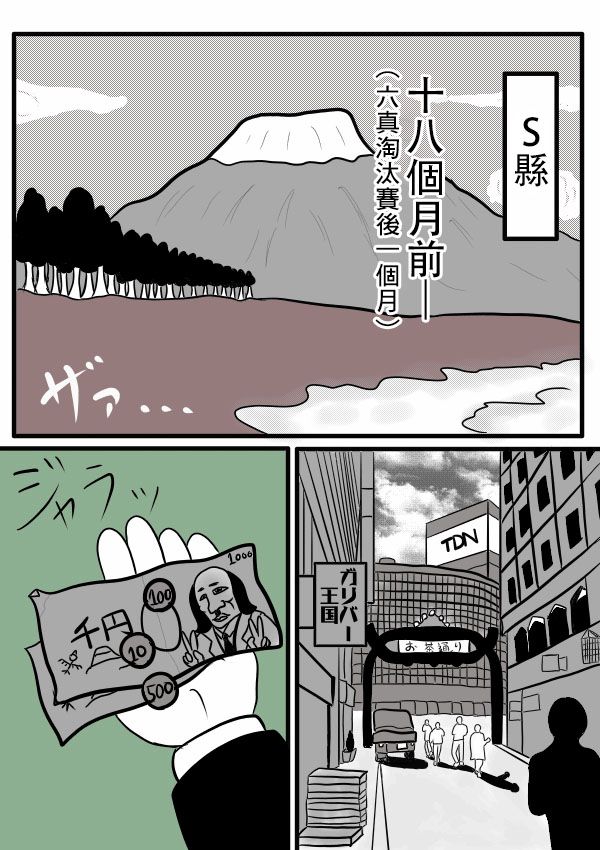 S縣
十八個月前—
(六真淘汰賽後一個月)
ザァ...
ジャラッ
1000
千円
100
10
500
TDN
ガリバー
王国
お茶通り